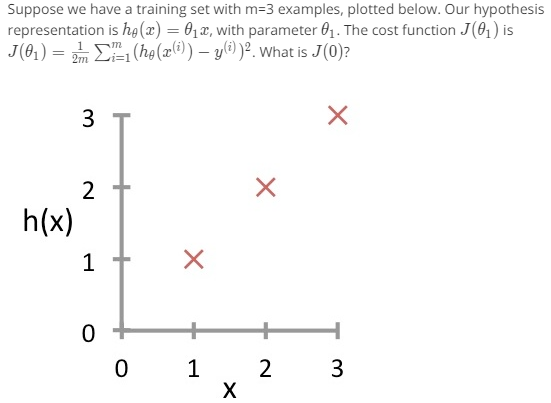 Suppose we have a training set with m=3 examples, plotted below. Our hypothesis
representation is hθ(x) = θ₁x, with parameter θ₁. The cost function J(θ₁) is
J(θ₁) = 1/2m ∑ᵢ₌₁ᵐ (hθ(x⁽ⁱ⁾) − y⁽ⁱ⁾)². What is J(0)?
3
2
h(x)
1
0
0 1 2 3
x